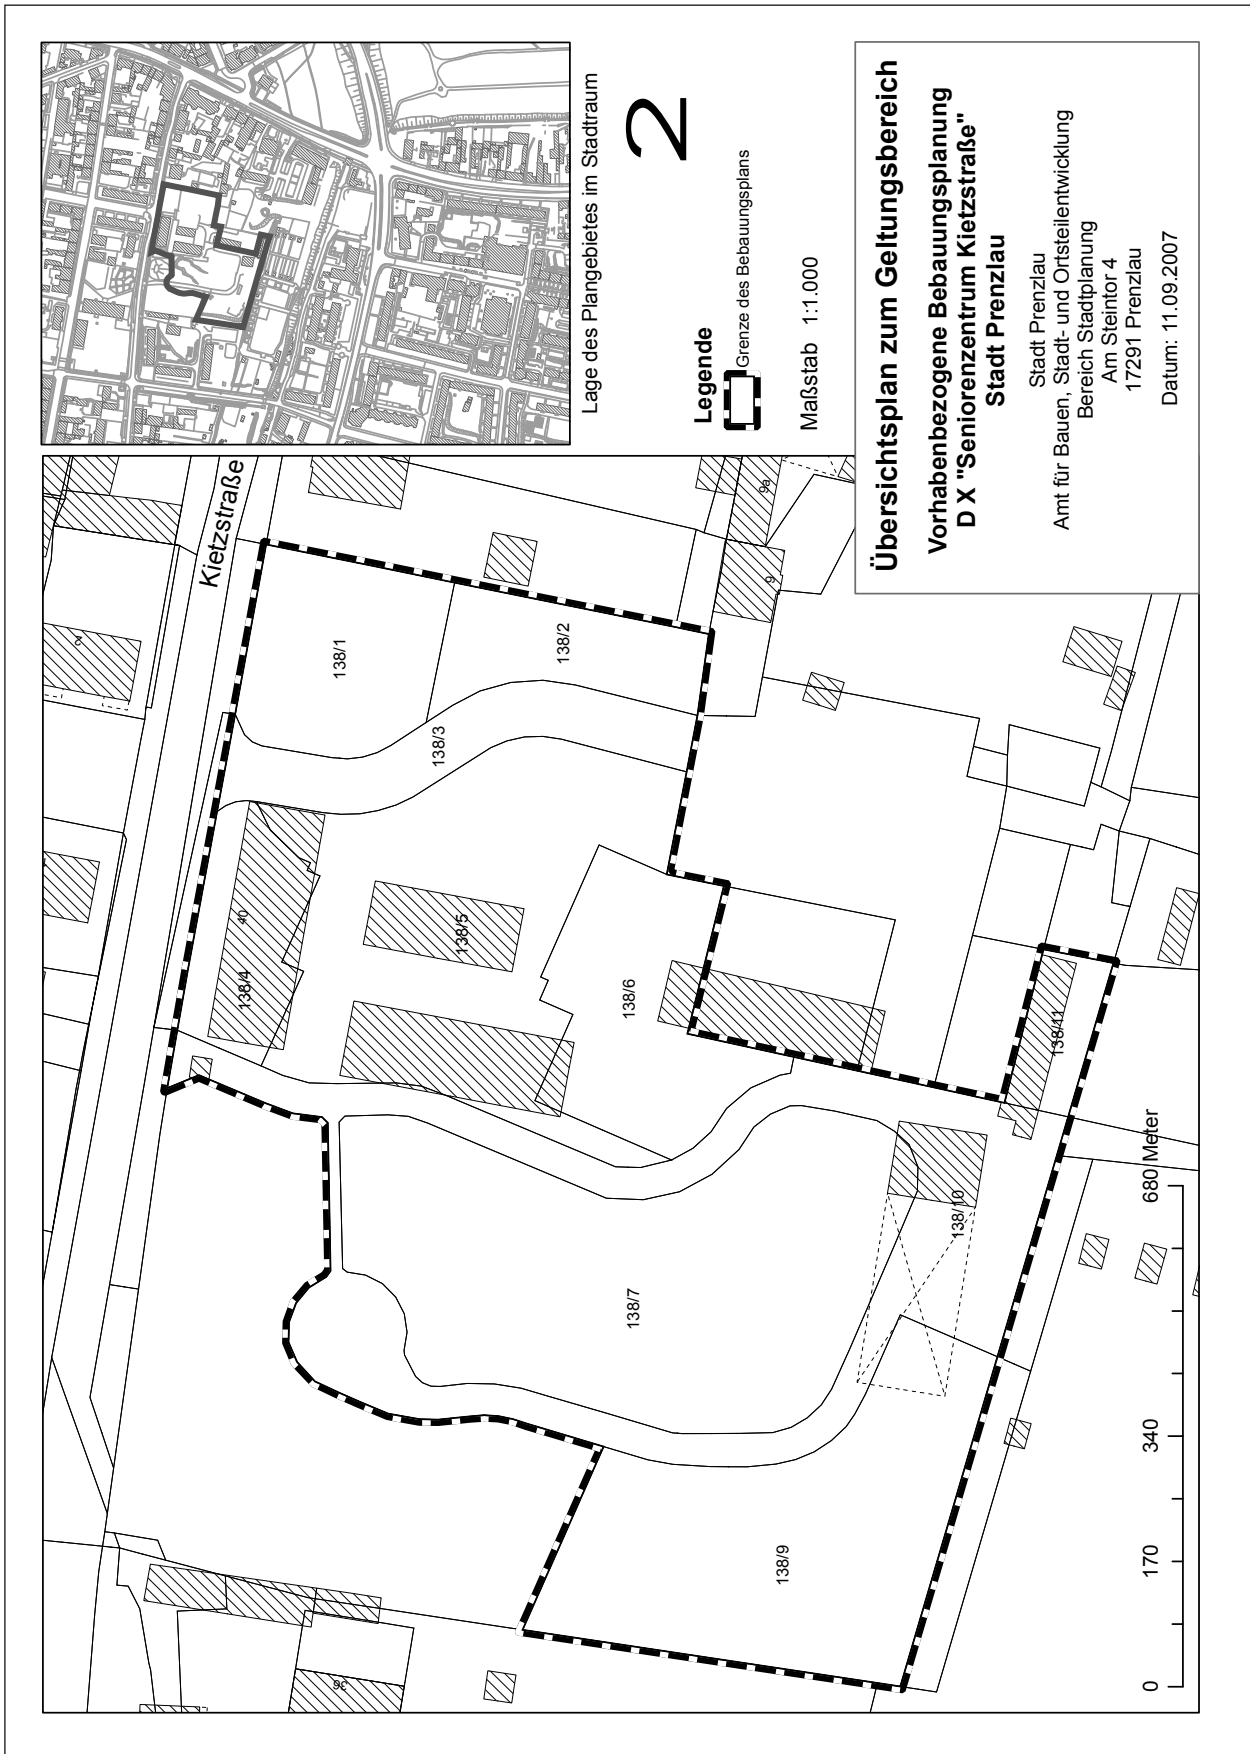 Kietzstraße
2
40
36
9
9a
138/1
138/2
138/3
138/4
138/5
138/6
138/7
138/9
138/10
138/11
0 170 340 680 Meter
Lage des Plangebietes im Stadtraum
2
Legende
Grenze des Bebauungsplans
Maßstab 1:1.000
Übersichtsplan zum Geltungsbereich
Vorhabenbezogene Bebauungsplanung
D X "Seniorenzentrum Kietzstraße"
Stadt Prenzlau
Stadt Prenzlau
Amt für Bauen, Stadt- und Ortsteilentwicklung
Bereich Stadtplanung
Am Steintor 4
17291 Prenzlau
Datum: 11.09.2007